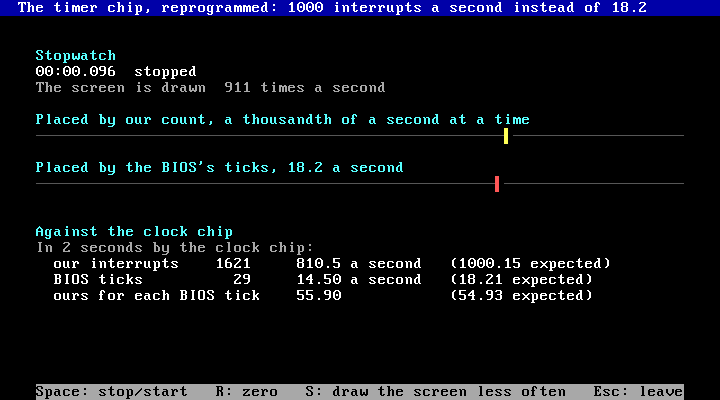 The timer chip, reprogrammed: 1000 interrupts a second instead of 18.2
Stopwatch
00:00.096  stopped
The screen is drawn  911 times a second
Placed by our count, a thousandth of a second at a time
Placed by the BIOS's ticks, 18.2 a second
Against the clock chip
In 2 seconds by the clock chip:
our interrupts    1621     810.5 a second   (1000.15 expected)
BIOS ticks          29     14.50 a second   (18.21 expected)
ours for each BIOS tick    55.90            (54.93 expected)
Space: stop/start   R: zero   S: draw the screen less often   Esc: leave